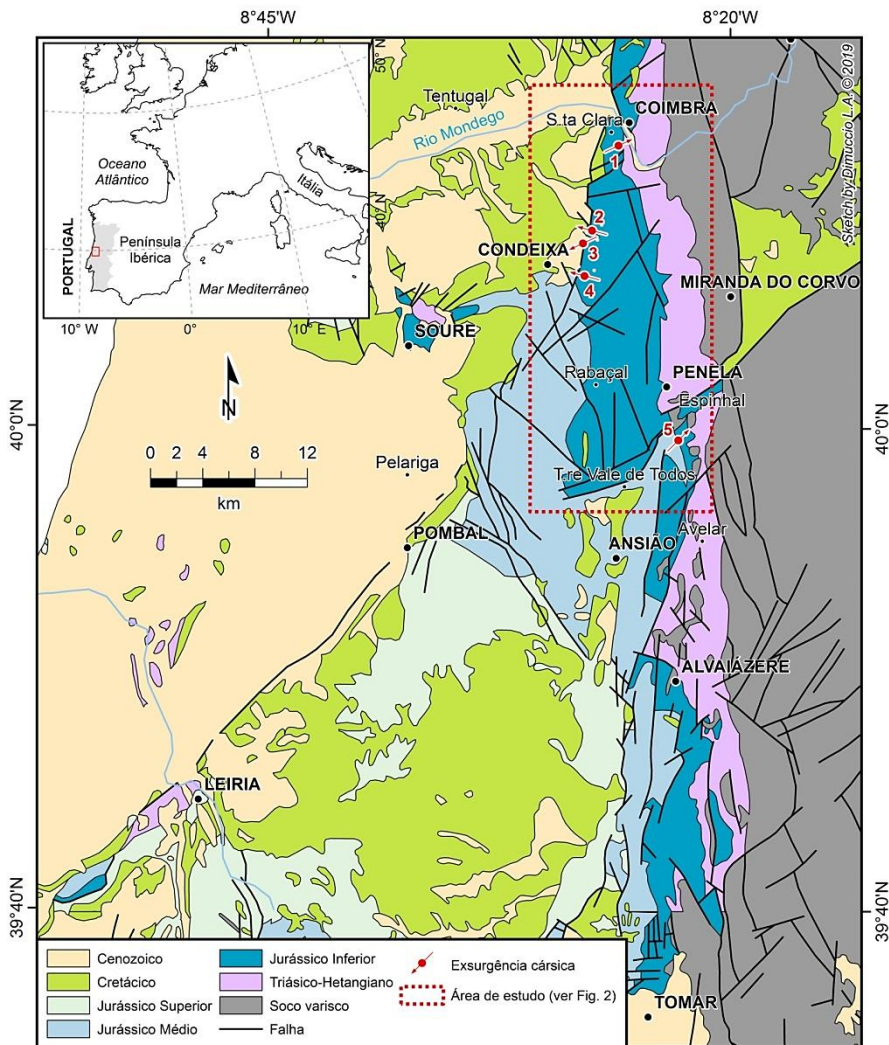 8°45'W
8°20'W
50° N
40° N
Oceano
Atlântico
Itália
PORTUGAL
Península
Ibérica
Mar Mediterrâneo
10° W
0°
10° E
Tentugal
Rio Mondego
S.ta Clara
COIMBRA
1
2
3
4
CONDEIXA
MIRANDA DO CORVO
Sketch by Dimuccio L.A. © 2019
SOURE
N
Rabaçal
PENELA
Espinhal
5
40°0'N
40°0'N
0 2 4 6 8 12
km
Pelariga
T.re Vale de Todos
POMBAL
ANSIÃO
Avelar
ALVAIÁZERE
LEIRIA
39°40'N
39°40'N
TOMAR
Cenozoico
Cretácico
Jurássico Superior
Jurássico Médio
Jurássico Inferior
Triásico-Hetangiano
Soco varisco
Falha
Exsurgência cársica
Área de estudo (ver Fig. 2)